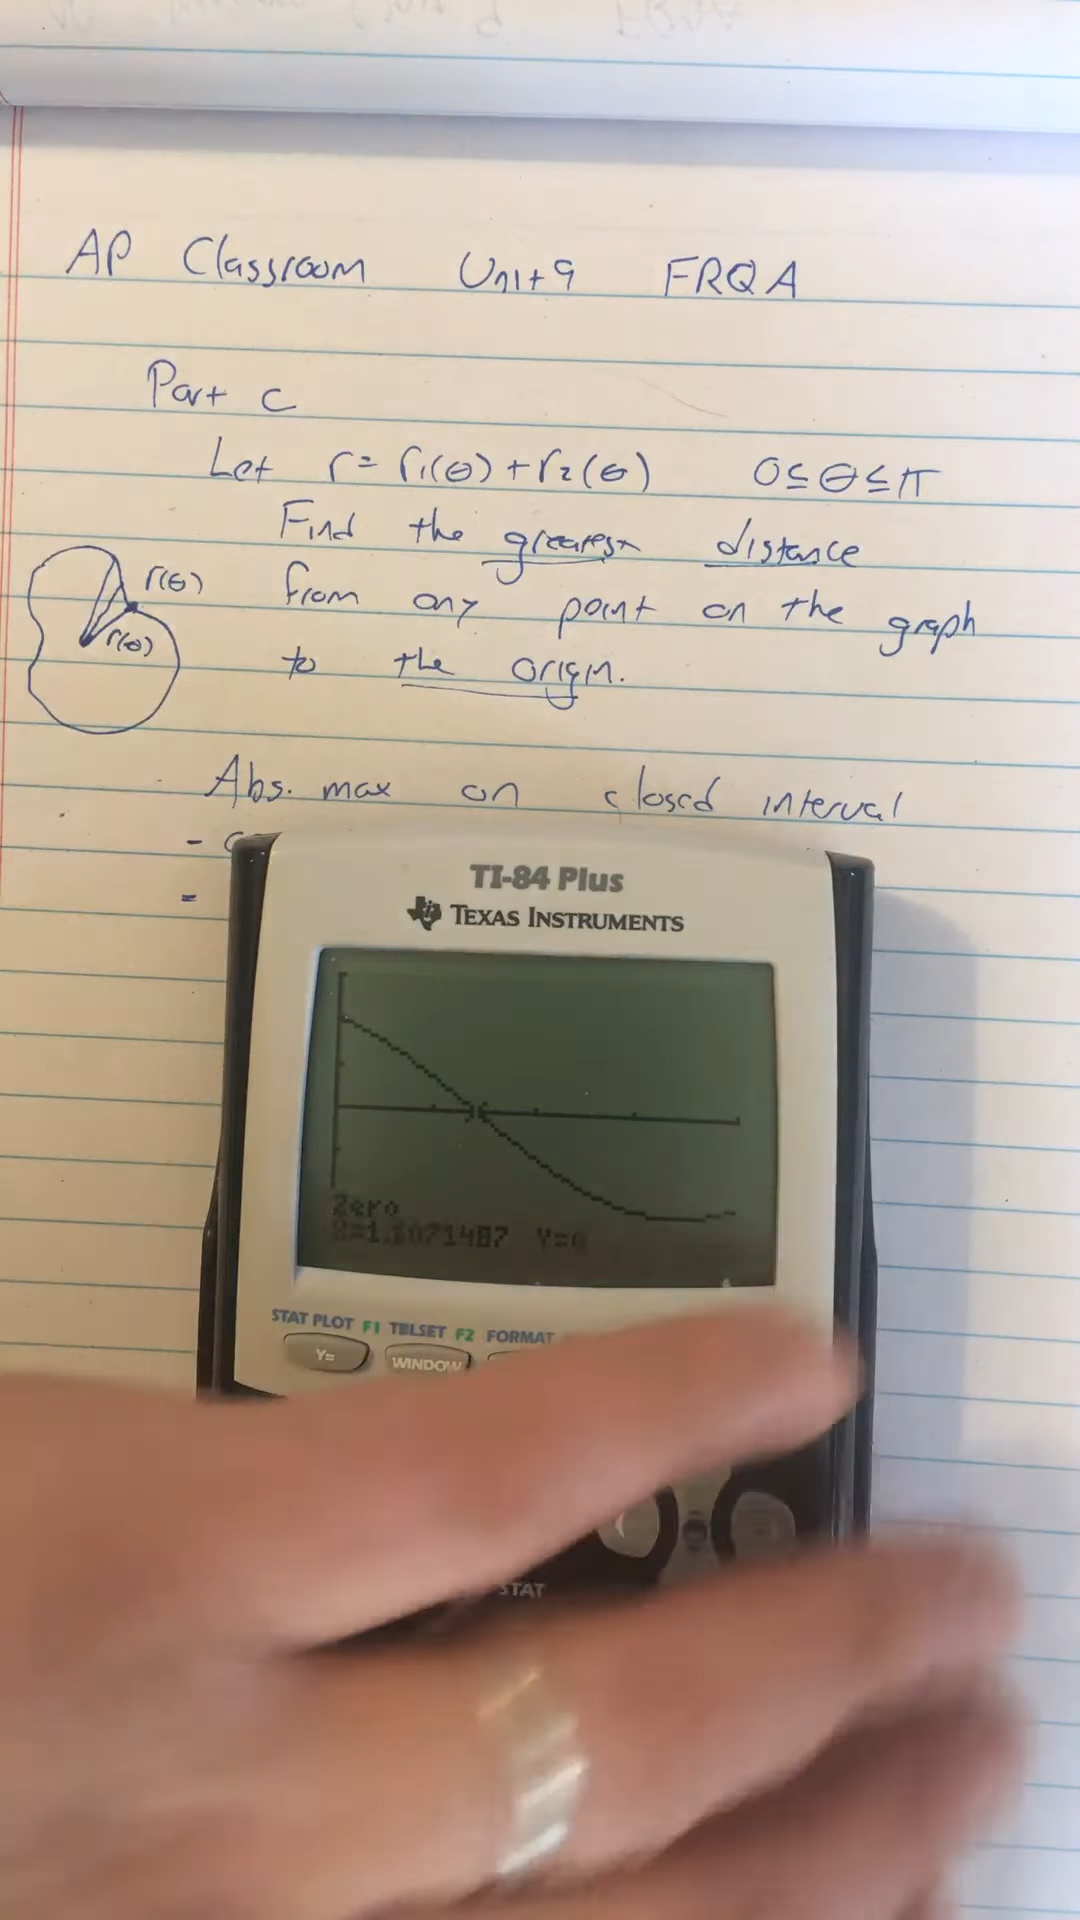 AP Classroom Unit 9 FRQ A
Part C
Let r = r₁(θ) + r₂(θ) 0 ≤ θ ≤ π
Find the greatest distance
r(θ) from any point on the graph
r(θ) to the origin.
Abs. max on closed interval
-
TI-84 Plus
TEXAS INSTRUMENTS
Zero
X=1.1071487 Y=0
STAT PLOT F1 TBLSET F2 FORMAT
Y= WINDOW
STAT